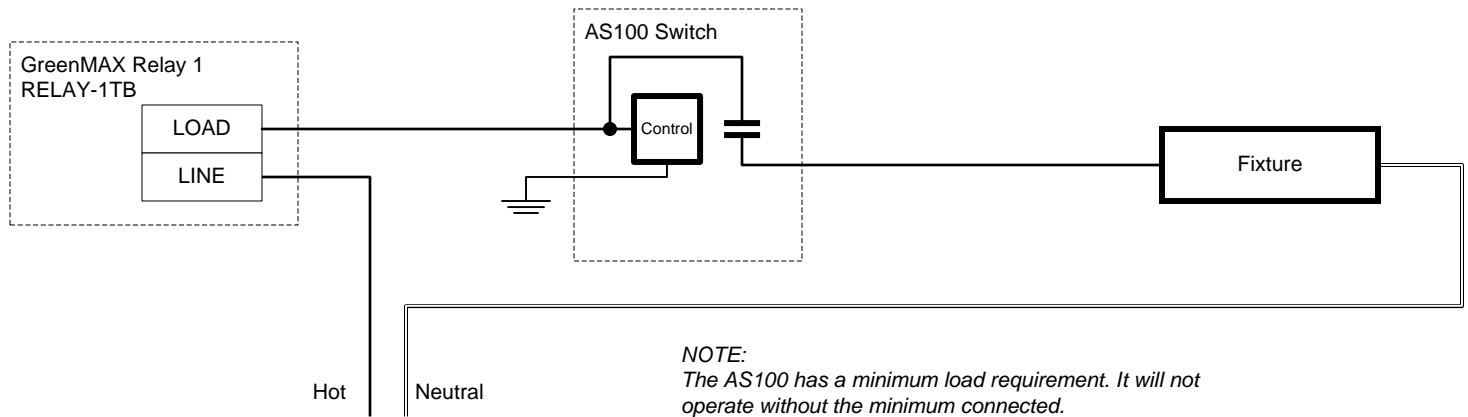 AS100 Switch
GreenMAX Relay 1
RELAY-1TB
LOAD
Control
LINE
Fixture
NOTE:
The AS100 has a minimum load requirement. It will not
operate without the minimum connected.
Hot
Neutral